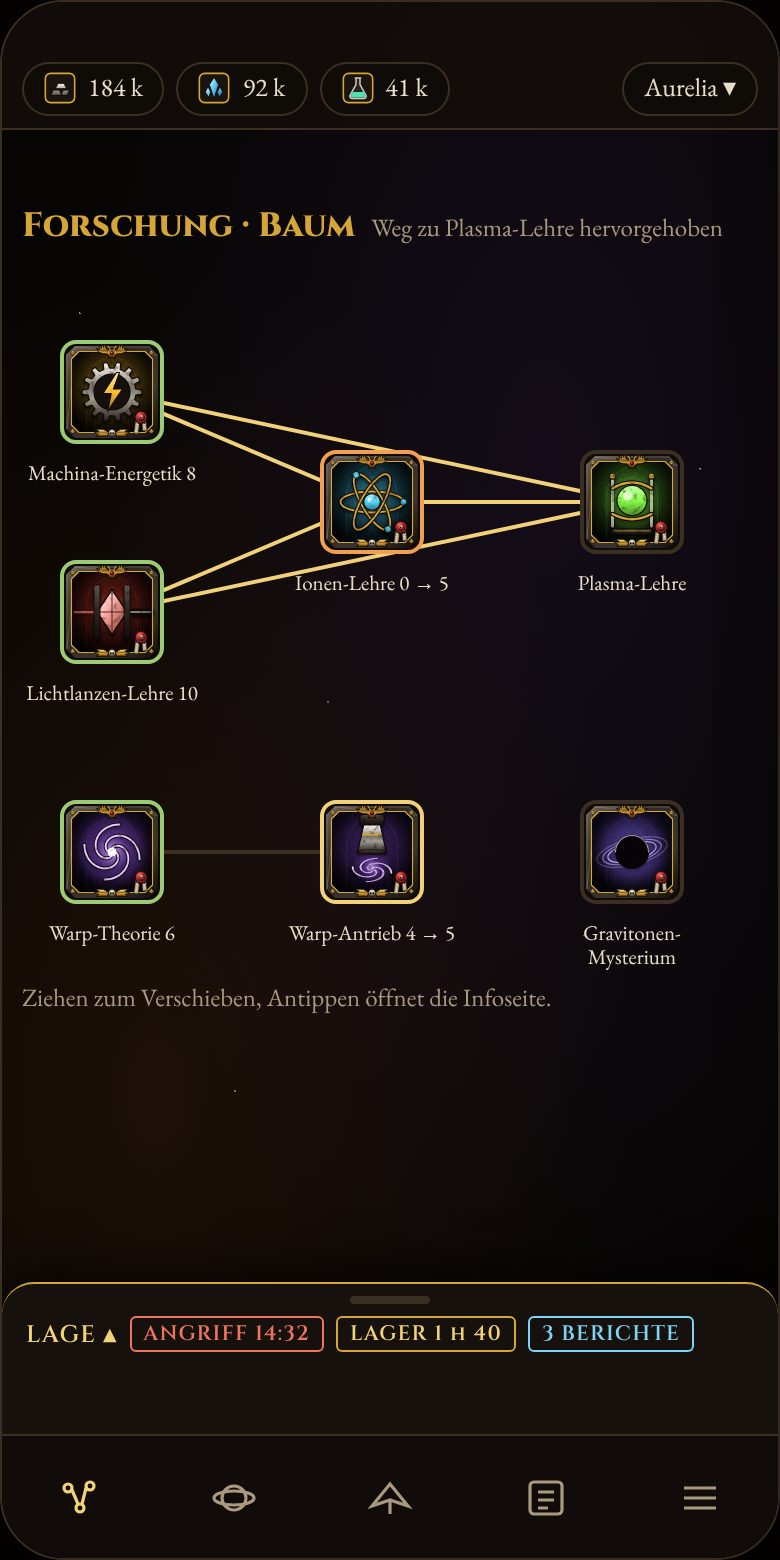 184 k 92 k 41 k Aurelia ▼
Forschung · Baum Weg zu Plasma-Lehre hervorgehoben
Machina-Energetik 8
Ionen-Lehre 0 → 5 Plasma-Lehre
Lichtlanzen-Lehre 10
Warp-Theorie 6 Warp-Antrieb 4 → 5 Gravitonen-
Mysterium
Ziehen zum Verschieben, Antippen öffnet die Infoseite.
LAGE ▲ ANGRIFF 14:32 LAGER 1 H 40 3 BERICHTE